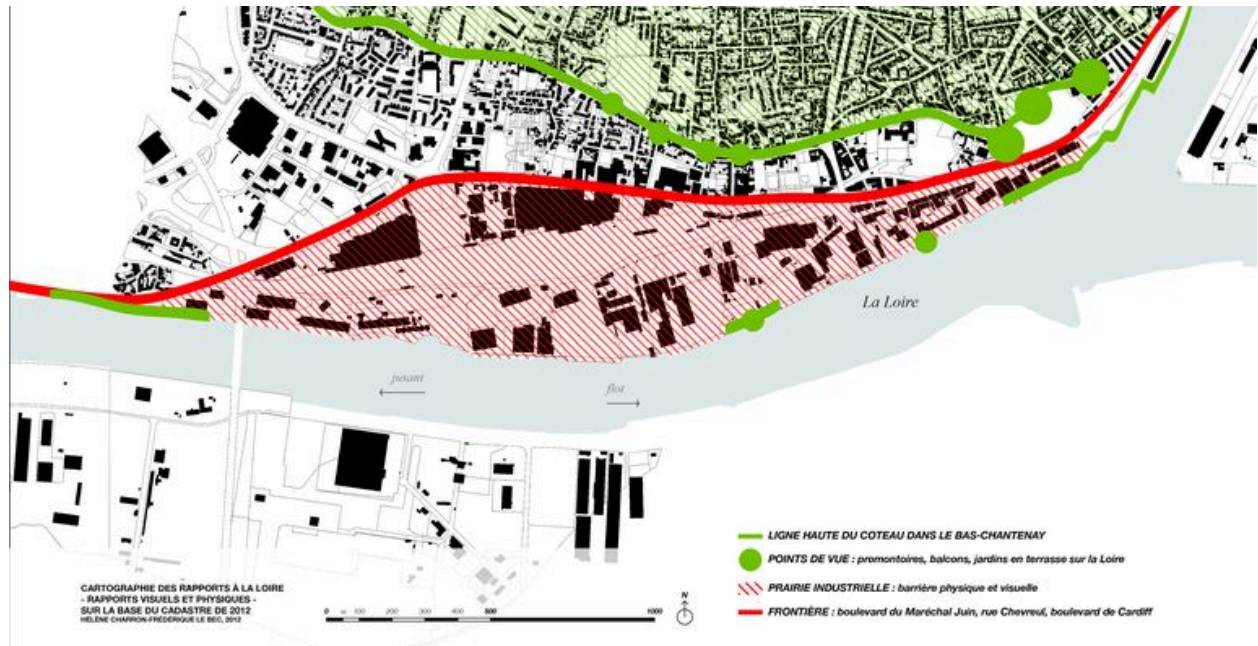 La Loire
jusant
flot
LIGNE HAUTE DU COTEAU DANS LE BAS-CHANTENAY
POINTS DE VUE : promontoires, balcons, jardins en terrasse sur la Loire
PRAIRIE INDUSTRIELLE : barrière physique et visuelle
FRONTIÈRE : boulevard du Maréchal Juin, rue Chevreul, boulevard de Cardiff
CARTOGRAPHIE DES RAPPORTS À LA LOIRE
- RAPPORTS VISUELS ET PHYSIQUES -
SUR LA BASE DU CADASTRE DE 2012
HÉLÈNE CHARRON-FRÉDÉRIQUE LE BEC, 2012
0 100 200 300 400 500 1000
N